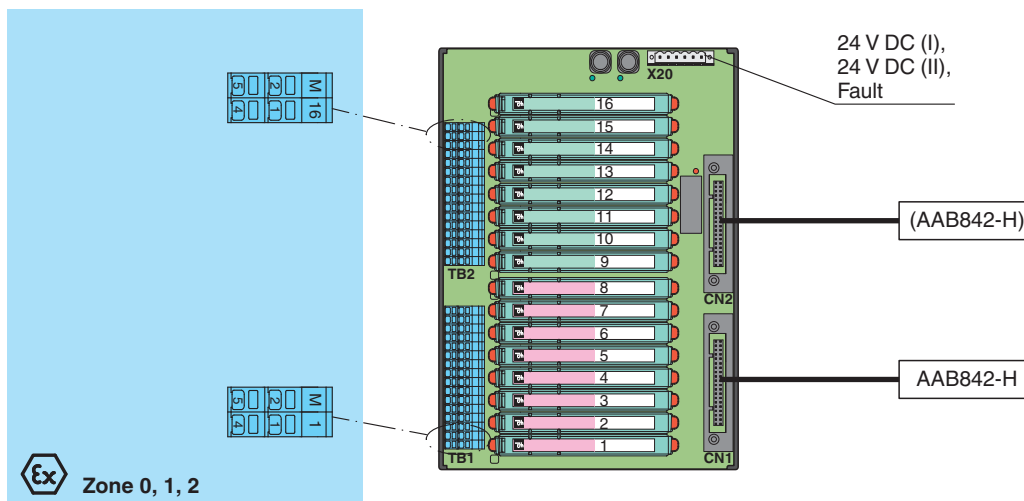 24 V DC (I),
24 V DC (II),
Fault
X20
5 2 M
4 1 16
16
15
14
13
12
11
10
9
8
7
6
5
4
3
2
1
TB2
TB1
CN2
CN1
(AAB842-H)
AAB842-H
5 2 M
4 1 1
Ex
Zone 0, 1, 2